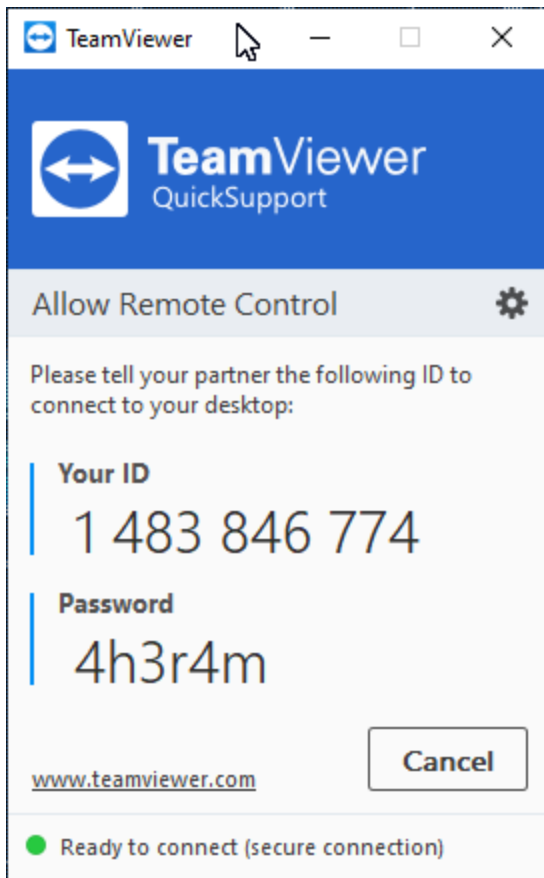 TeamViewer
TeamViewer
QuickSupport
Allow Remote Control
Please tell your partner the following ID to
connect to your desktop:
Your ID
1 483 846 774
Password
4h3r4m
Cancel
www.teamviewer.com
Ready to connect (secure connection)